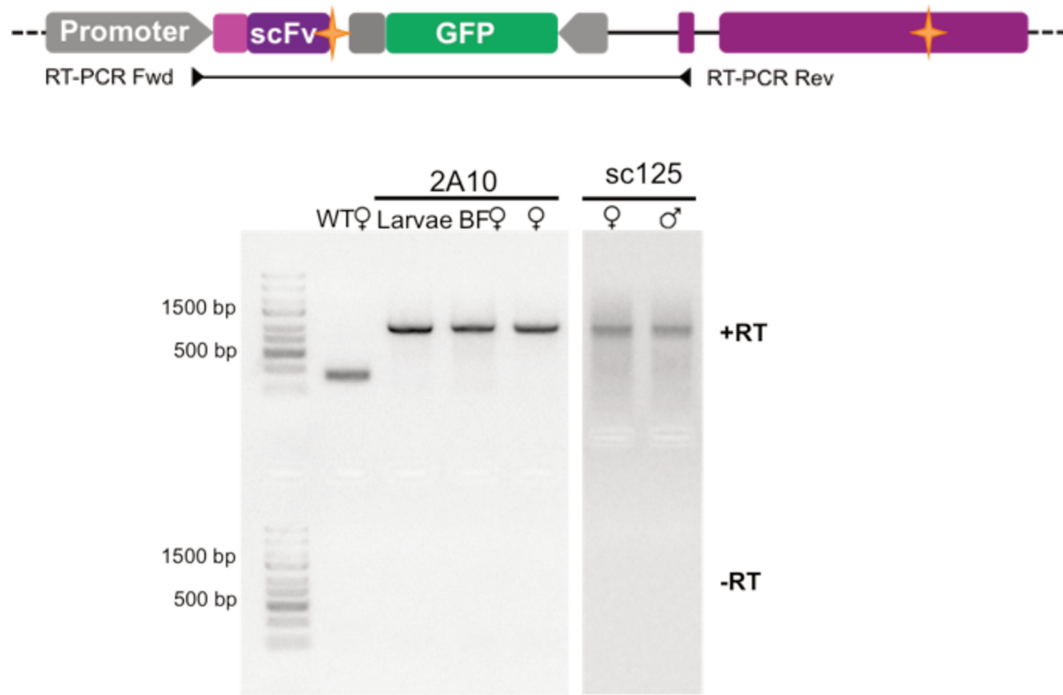 Promoter scFv GFP
RT-PCR Fwd RT-PCR Rev
2A10 sc125
WT♀ Larvae BF♀ ♀ ♀ ♂
1500 bp
500 bp
+RT
1500 bp
500 bp
-RT